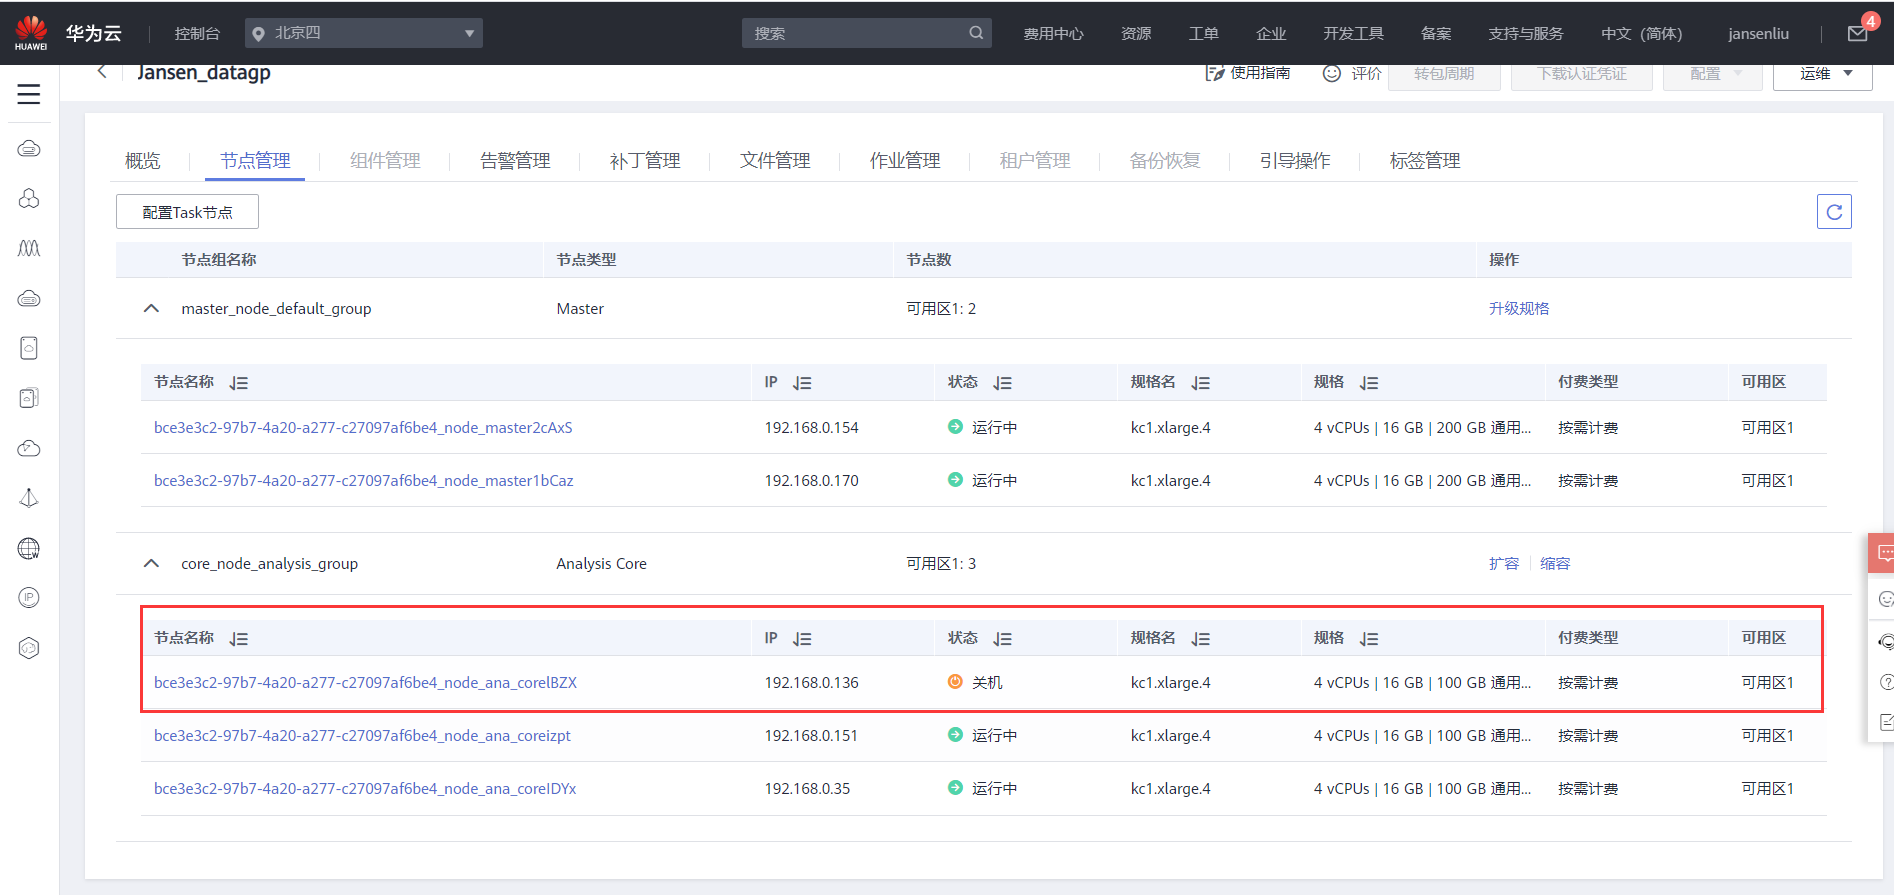 HUAWEI 华为云 控制台 北京四 搜索 费用中心 资源 工单 企业 开发工具 备案 支持与服务 中文（简体） jansenliu 4
Jansen_datagp 使用指南 评价 转包周期 下载认证凭证 配置 运维
概览 节点管理 组件管理 告警管理 补丁管理 文件管理 作业管理 租户管理 备份恢复 引导操作 标签管理
配置Task节点
节点组名称 节点类型 节点数 操作
master_node_default_group Master 可用区1: 2 升级规格
节点名称 IP 状态 规格名 规格 付费类型 可用区
bce3e3c2-97b7-4a20-a277-c27097af6be4_node_master2cAxS 192.168.0.154 运行中 kc1.xlarge.4 4 vCPUs | 16 GB | 200 GB 通用... 按需计费 可用区1
bce3e3c2-97b7-4a20-a277-c27097af6be4_node_master1bCaz 192.168.0.170 运行中 kc1.xlarge.4 4 vCPUs | 16 GB | 200 GB 通用... 按需计费 可用区1
core_node_analysis_group Analysis Core 可用区1: 3 扩容 缩容
节点名称 IP 状态 规格名 规格 付费类型 可用区
bce3e3c2-97b7-4a20-a277-c27097af6be4_node_ana_corelBZX 192.168.0.136 关机 kc1.xlarge.4 4 vCPUs | 16 GB | 100 GB 通用... 按需计费 可用区1
bce3e3c2-97b7-4a20-a277-c27097af6be4_node_ana_coreizpt 192.168.0.151 运行中 kc1.xlarge.4 4 vCPUs | 16 GB | 100 GB 通用... 按需计费 可用区1
bce3e3c2-97b7-4a20-a277-c27097af6be4_node_ana_coreIDYx 192.168.0.35 运行中 kc1.xlarge.4 4 vCPUs | 16 GB | 100 GB 通用... 按需计费 可用区1
IP